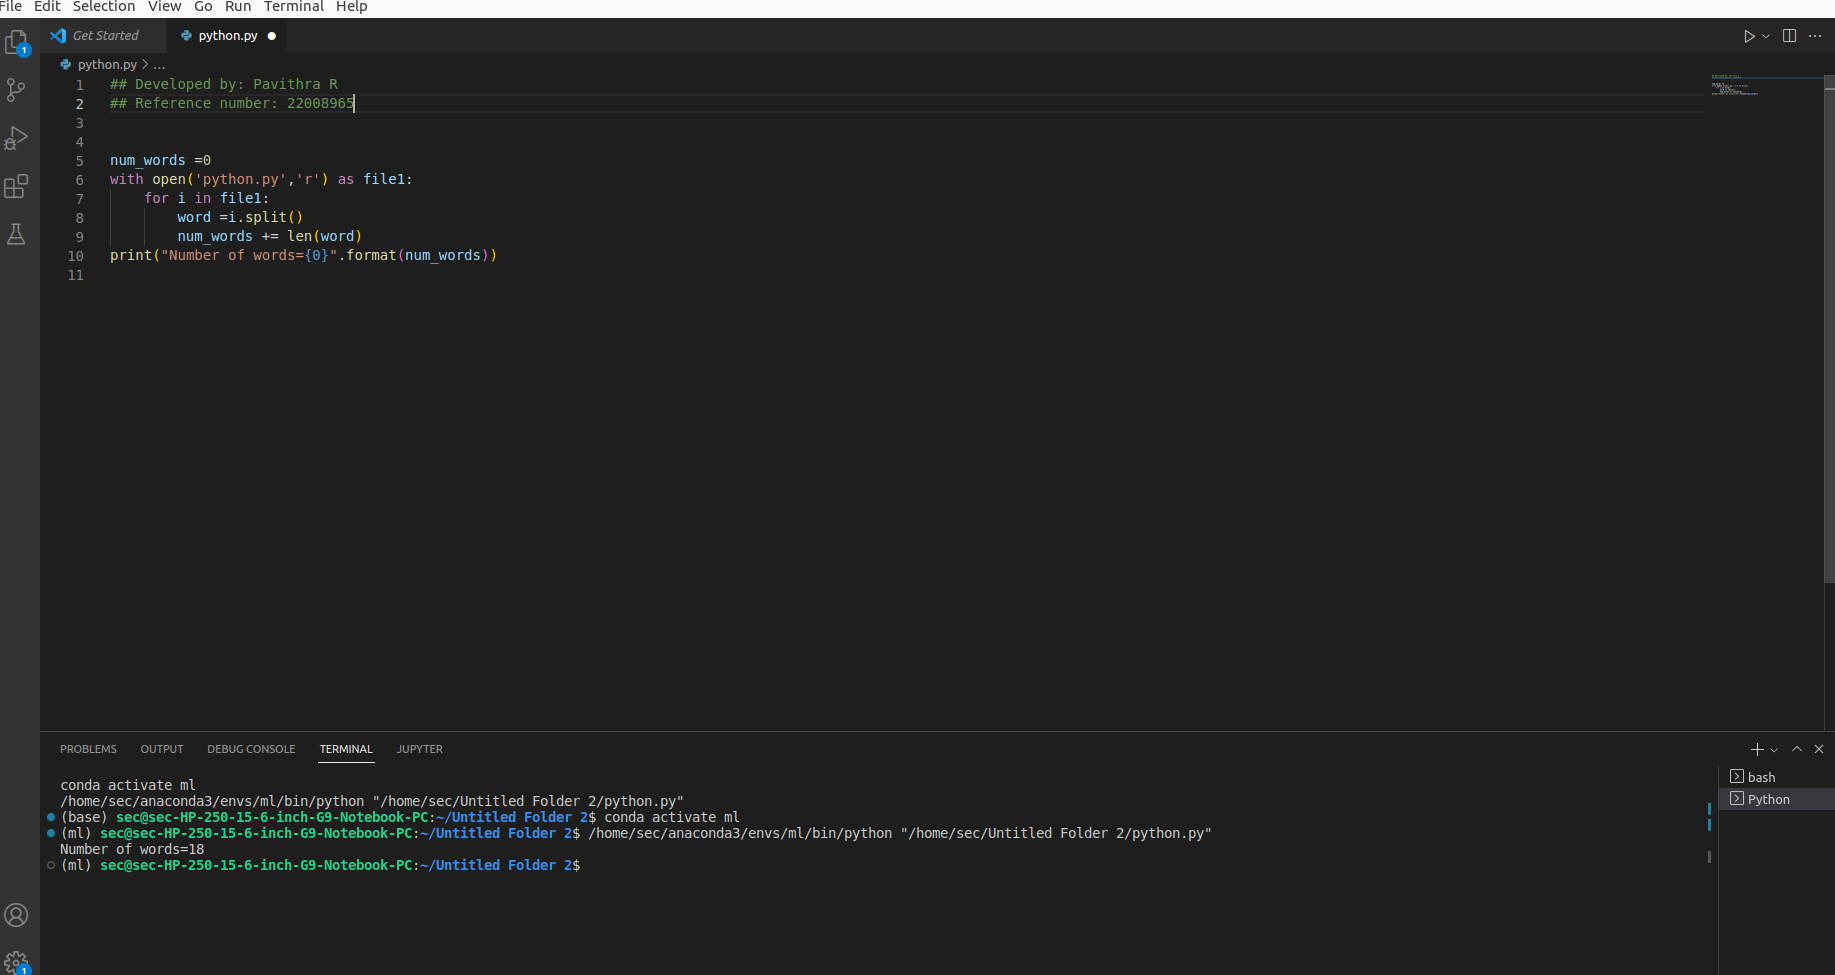 File Edit Selection View Go Run Terminal Help
Get Started python.py
python.py > ...
1 ## Developed by: Pavithra R
2 ## Reference number: 22008965
3
4
5 num_words =0
6 with open('python.py','r') as file1:
7 for i in file1:
8 word =i.split()
9 num_words += len(word)
10 print("Number of words={0}".format(num_words))
11
PROBLEMS OUTPUT DEBUG CONSOLE TERMINAL JUPYTER
conda activate ml
/home/sec/anaconda3/envs/ml/bin/python "/home/sec/Untitled Folder 2/python.py"
(base) sec@sec-HP-250-15-6-inch-G9-Notebook-PC:~/Untitled Folder 2$ conda activate ml
(ml) sec@sec-HP-250-15-6-inch-G9-Notebook-PC:~/Untitled Folder 2$ /home/sec/anaconda3/envs/ml/bin/python "/home/sec/Untitled Folder 2/python.py"
Number of words=18
(ml) sec@sec-HP-250-15-6-inch-G9-Notebook-PC:~/Untitled Folder 2$
bash
Python
1
1